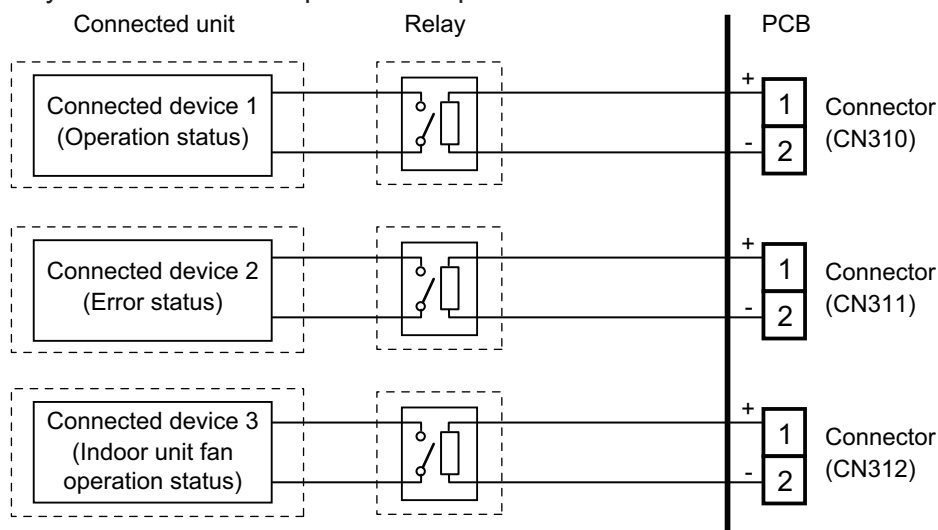 Connected unit
Relay
PCB
Connected device 1
(Operation status)
+
1
-
2
Connector
(CN310)
Connected device 2
(Error status)
+
1
-
2
Connector
(CN311)
Connected device 3
(Indoor unit fan
operation status)
+
1
-
2
Connector
(CN312)